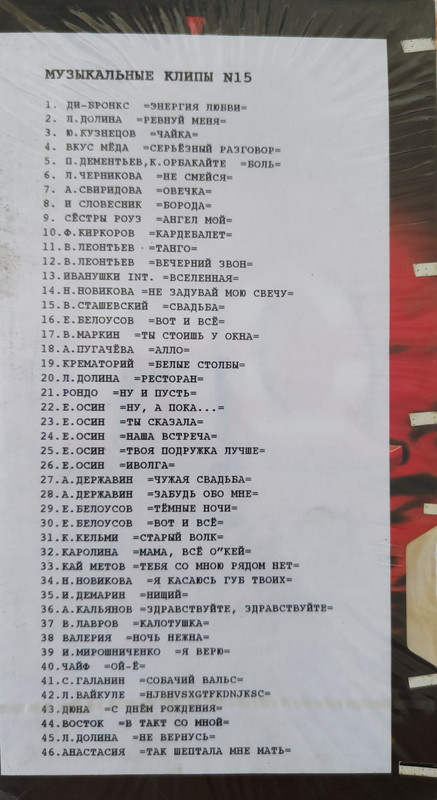 МУЗЫКАЛЬНЫЕ КЛИПЫ N15
1. ДИ-БРОНКС =ЭНЕРГИЯ ЛЮБВИ=
2. Л.ДОЛИНА =РЕВНУЙ МЕНЯ=
3. Ю.КУЗНЕЦОВ =ЧАЙКА=
4. ВКУС МЁДА =СЕРЬЁЗНЫЙ РАЗГОВОР=
5. П.ДЕМЕНТЬЕВ,К.ОРБАКАЙТЕ =БОЛЬ=
6. Л.ЧЕРНИКОВА =НЕ СМЕЙСЯ=
7. А.СВИРИДОВА =ОВЕЧКА=
8. И СЛОВЕСНИК =БОРОДА=
9. СЁСТРЫ РОУЗ =АНГЕЛ МОЙ=
10.Ф.КИРКОРОВ =КАРДЕБАЛЕТ=
11.В.ЛЕОНТЬЕВ =ТАНГО=
12.В.ЛЕОНТЬЕВ =ВЕЧЕРНИЙ ЗВОН=
13.ИВАНУШКИ INT. =ВСЕЛЕННАЯ=
14.Н.НОВИКОВА =НЕ ЗАДУВАЙ МОЮ СВЕЧУ=
15.В.СТАШЕВСКИЙ =СВАДЬБА=
16.Е.БЕЛОУСОВ =ВОТ И ВСЁ=
17.В.МАРКИН =ТЫ СТОИШЬ У ОКНА=
18.А.ПУГАЧЁВА =АЛЛО=
19.КРЕМАТОРИЙ =БЕЛЫЕ СТОЛБЫ=
20.Л.ДОЛИНА =РЕСТОРАН=
21.РОНДО =НУ И ПУСТЬ=
22.Е.ОСИН =НУ, А ПОКА...=
23.Е.ОСИН =ТЫ СКАЗАЛА=
24.Е.ОСИН =НАША ВСТРЕЧА=
25.Е.ОСИН =ТВОЯ ПОДРУЖКА ЛУЧШЕ=
26.Е.ОСИН =ИВОЛГА=
27.А.ДЕРЖАВИН =ЧУЖАЯ СВАДЬБА=
28.А.ДЕРЖАВИН =ЗАБУДЬ ОБО МНЕ=
29.Е.БЕЛОУСОВ =ТЁМНЫЕ НОЧИ=
30.Е.БЕЛОУСОВ =ВОТ И ВСЁ=
31.К.КЕЛЬМИ =СТАРЫЙ ВОЛК=
32.КАРОЛИНА =МАМА, ВСЁ О"КЕЙ=
33.КАЙ МЕТОВ =ТЕБЯ СО МНОЮ РЯДОМ НЕТ=
34.Н.НОВИКОВА =Я КАСАЮСЬ ГУБ ТВОИХ=
35.И.ДЕМАРИН =НИЩИЙ=
36.А.КАЛЬЯНОВ =ЗДРАВСТВУЙТЕ, ЗДРАВСТВУЙТЕ=
37 В.ЛАВРОВ =КАЛОТУШКА=
38 ВАЛЕРИЯ =НОЧЬ НЕЖНА=
39 И.МИРОШНИЧЕНКО =Я ВЕРЮ=
40.ЧАЙФ =ОЙ-Ё=
41.С.ГАЛАНИН =СОБАЧИЙ ВАЛЬС=
42.Л.ВАЙКУЛЕ =HJBHVSXGTFKDNJKSC=
43.ДЮНА =С ДНЁМ РОЖДЕНИЯ=
44.ВОСТОК =В ТАКТ СО МНОЙ=
45.Л.ДОЛИНА =НЕ ВЕРНУСЬ=
46.АНАСТАСИЯ =ТАК ШЕПТАЛА МНЕ МАТЬ=